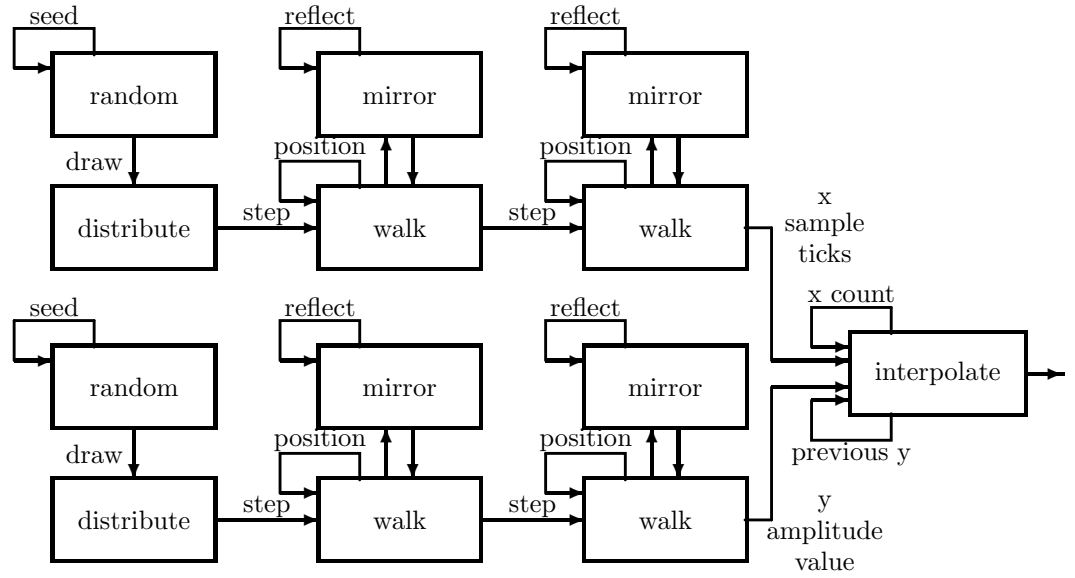 seed
reflect
reflect
random
mirror
mirror
draw
position
position
distribute
step
walk
step
walk
x
sample
ticks
seed
reflect
reflect
x count
random
mirror
mirror
interpolate
draw
position
position
previous y
distribute
step
walk
step
walk
y
amplitude
value